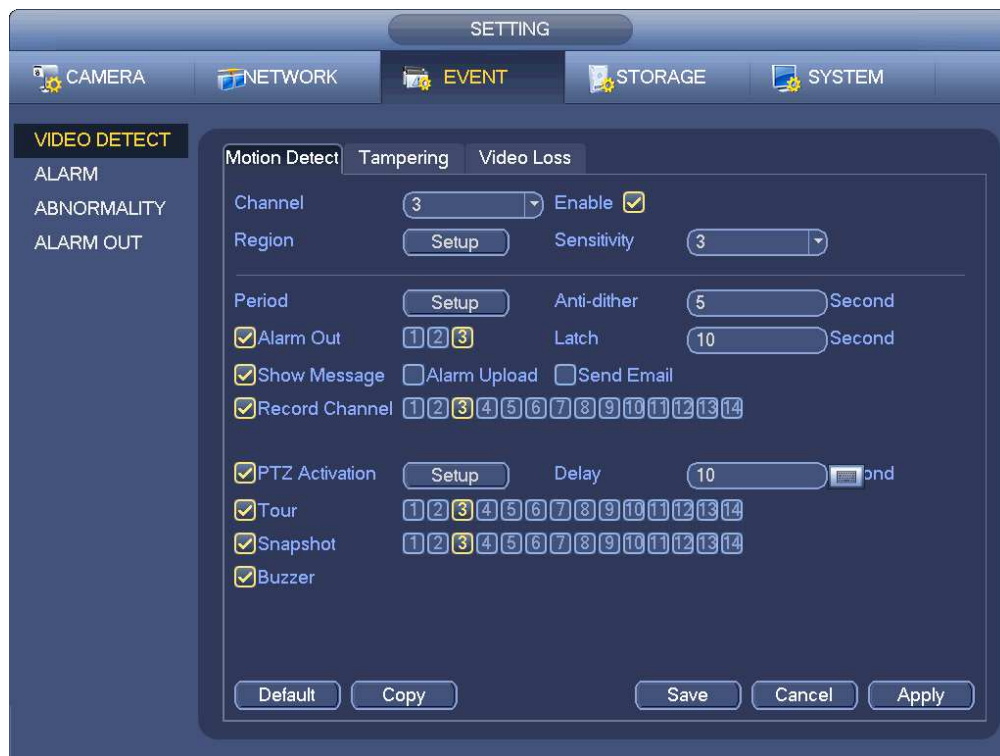 SETTING
CAMERA NETWORK EVENT STORAGE SYSTEM
VIDEO DETECT
ALARM
ABNORMALITY
ALARM OUT
Motion Detect Tampering Video Loss
Channel 3 Enable
Region Setup Sensitivity 3
Period Setup Anti-dither 5 Second
Alarm Out 1 2 3 Latch 10 Second
Show Message Alarm Upload Send Email
Record Channel 1 2 3 4 5 6 7 8 9 10 11 12 13 14
PTZ Activation Setup Delay 10 ond
Tour 1 2 3 4 5 6 7 8 9 10 11 12 13 14
Snapshot 1 2 3 4 5 6 7 8 9 10 11 12 13 14
Buzzer
Default Copy Save Cancel Apply